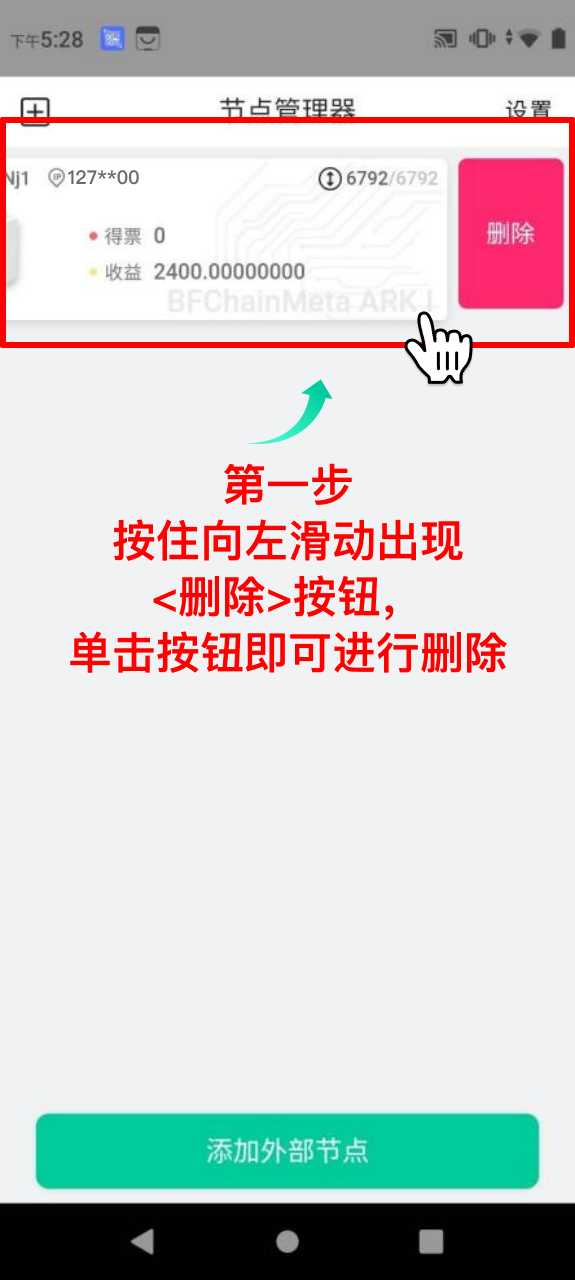 下午5:28
节点管理器
设置
Nj1
IP
127**00
6792/6792
得票 0
收益 2400.00000000
BFChainMeta ARK L
删除
第一步
按住向左滑动出现
<删除>按钮,
单击按钮即可进行删除
添加外部节点